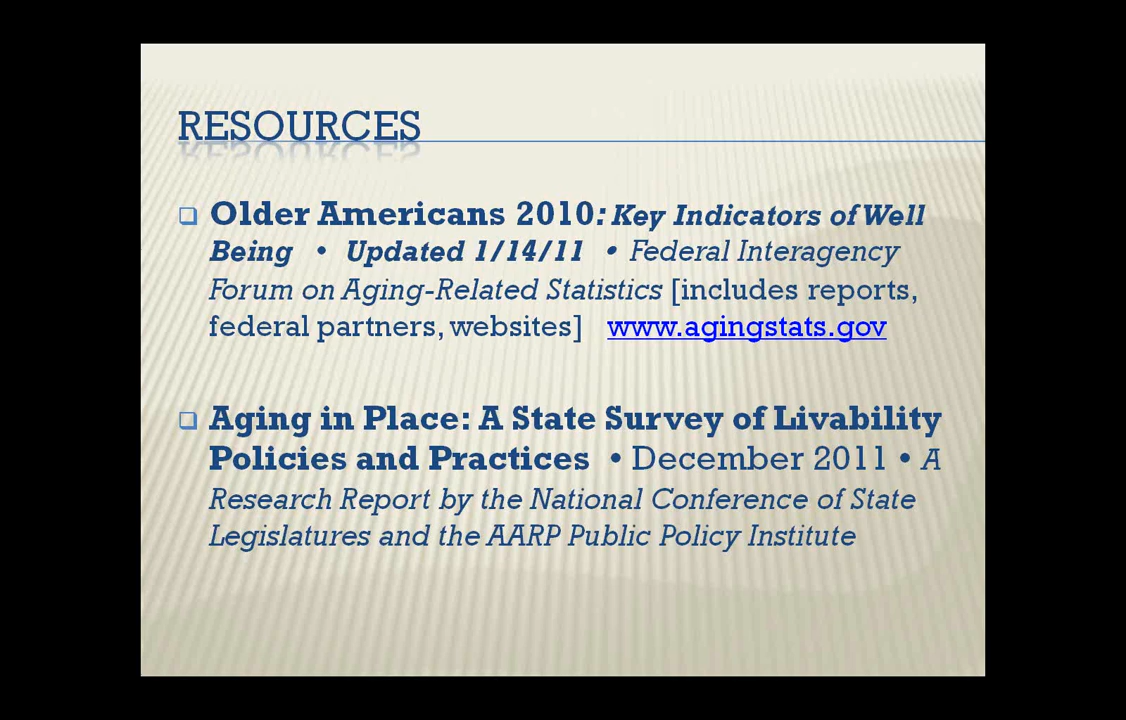 RESOURCES
Older Americans 2010: Key Indicators of Well
Being • Updated 1/14/11 • Federal Interagency
Forum on Aging-Related Statistics [includes reports,
federal partners, websites] www.agingstats.gov
Aging in Place: A State Survey of Livability
Policies and Practices • December 2011 • A
Research Report by the National Conference of State
Legislatures and the AARP Public Policy Institute